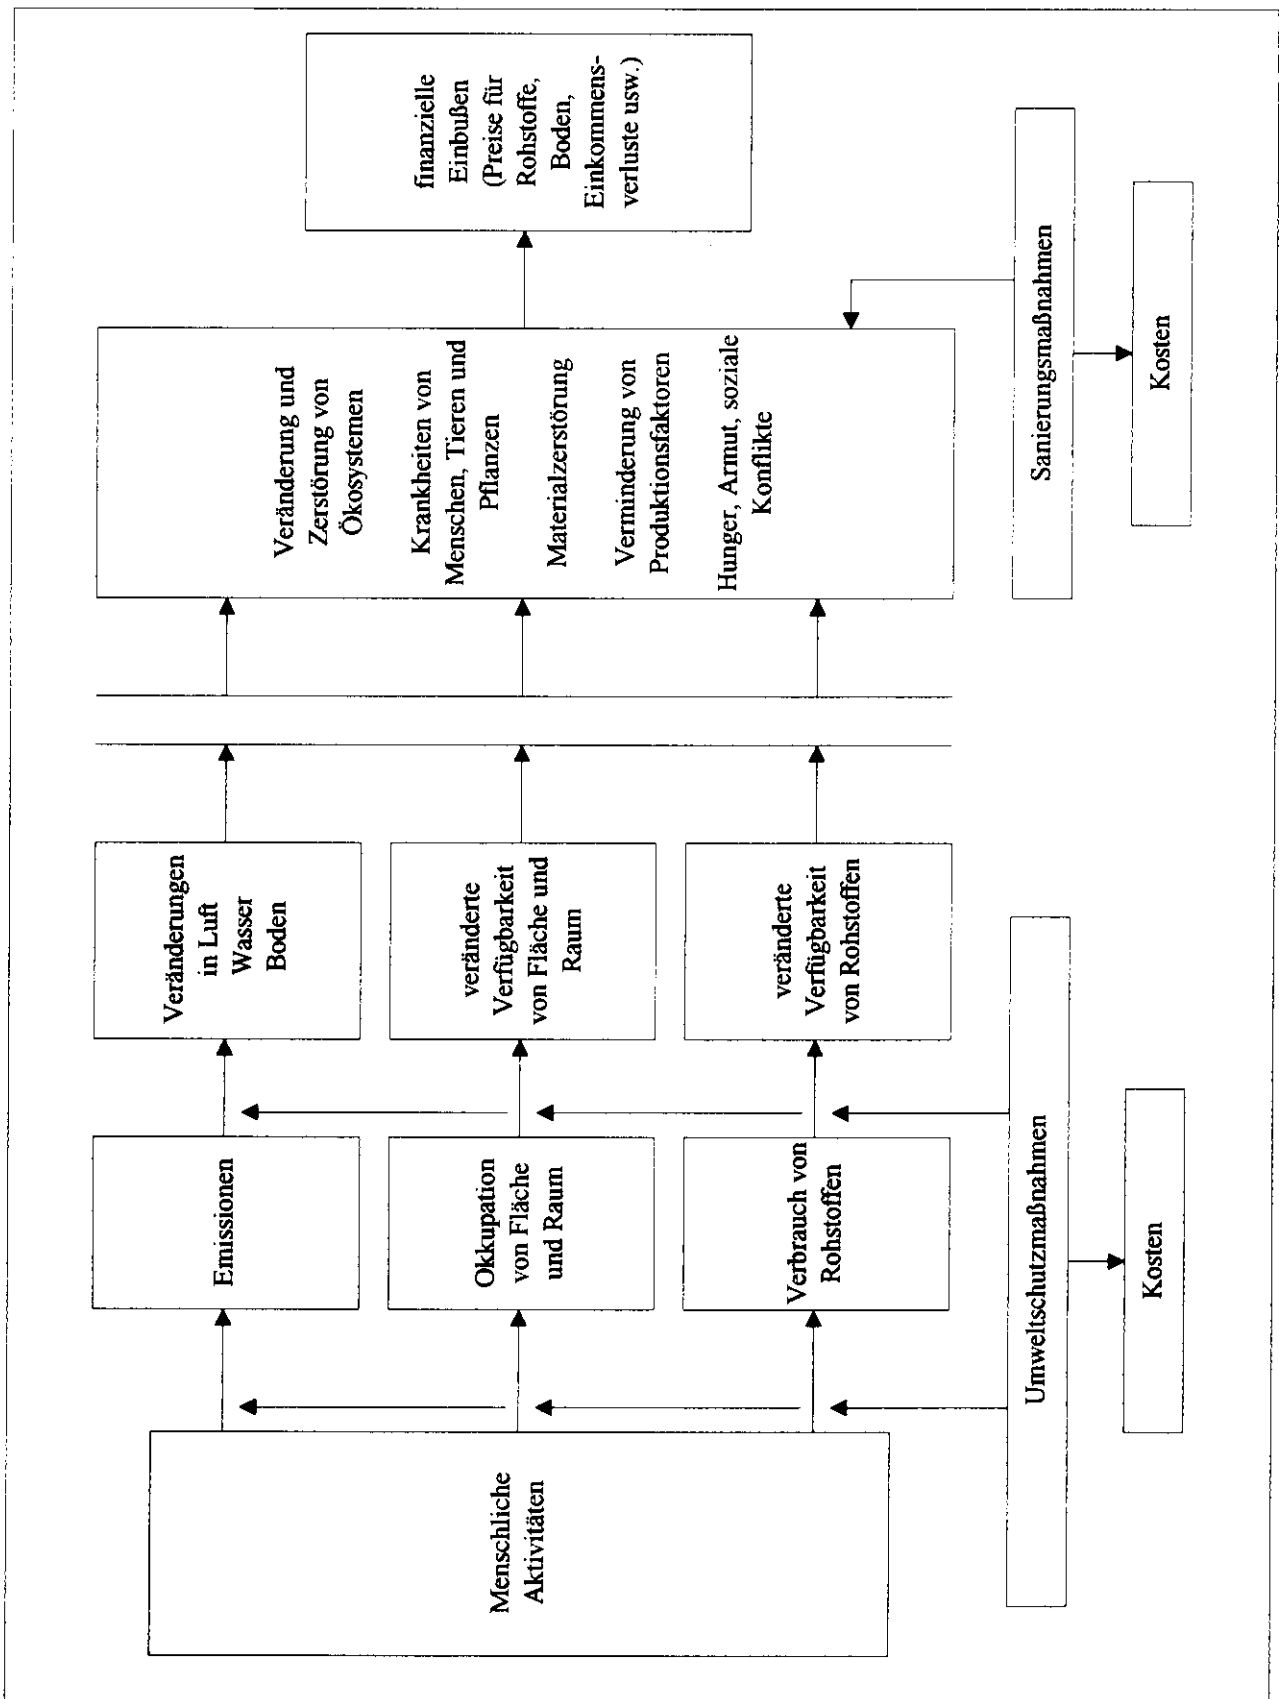 Menschliche
Aktivitäten
Emissionen
Okkupation
von Fläche
und Raum
Verbrauch von
Rohstoffen
Veränderungen
in Luft
Wasser
Boden
veränderte
Verfügbarkeit
von Fläche und
Raum
veränderte
Verfügbarkeit
von Rohstoffen
Veränderung und
Zerstörung von
Ökosystemen
Krankheiten von
Menschen, Tieren und
Pflanzen
Materialzerstörung
Verminderung von
Produktionsfaktoren
Hunger, Armut, soziale
Konflikte
finanzielle
Einbußen
(Preise für
Rohstoffe,
Boden,
Einkommens-
verluste usw.)
Umweltschutzmaßnahmen
Kosten
Sanierungsmaßnahmen
Kosten